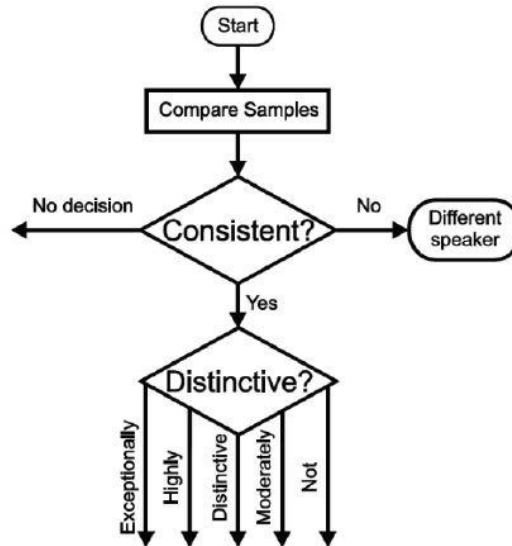 Start
Compare Samples
No decision
Consistent?
No
Different
speaker
Yes
Distinctive?
Exceptionally
Highly
Distinctive
Moderately
Not